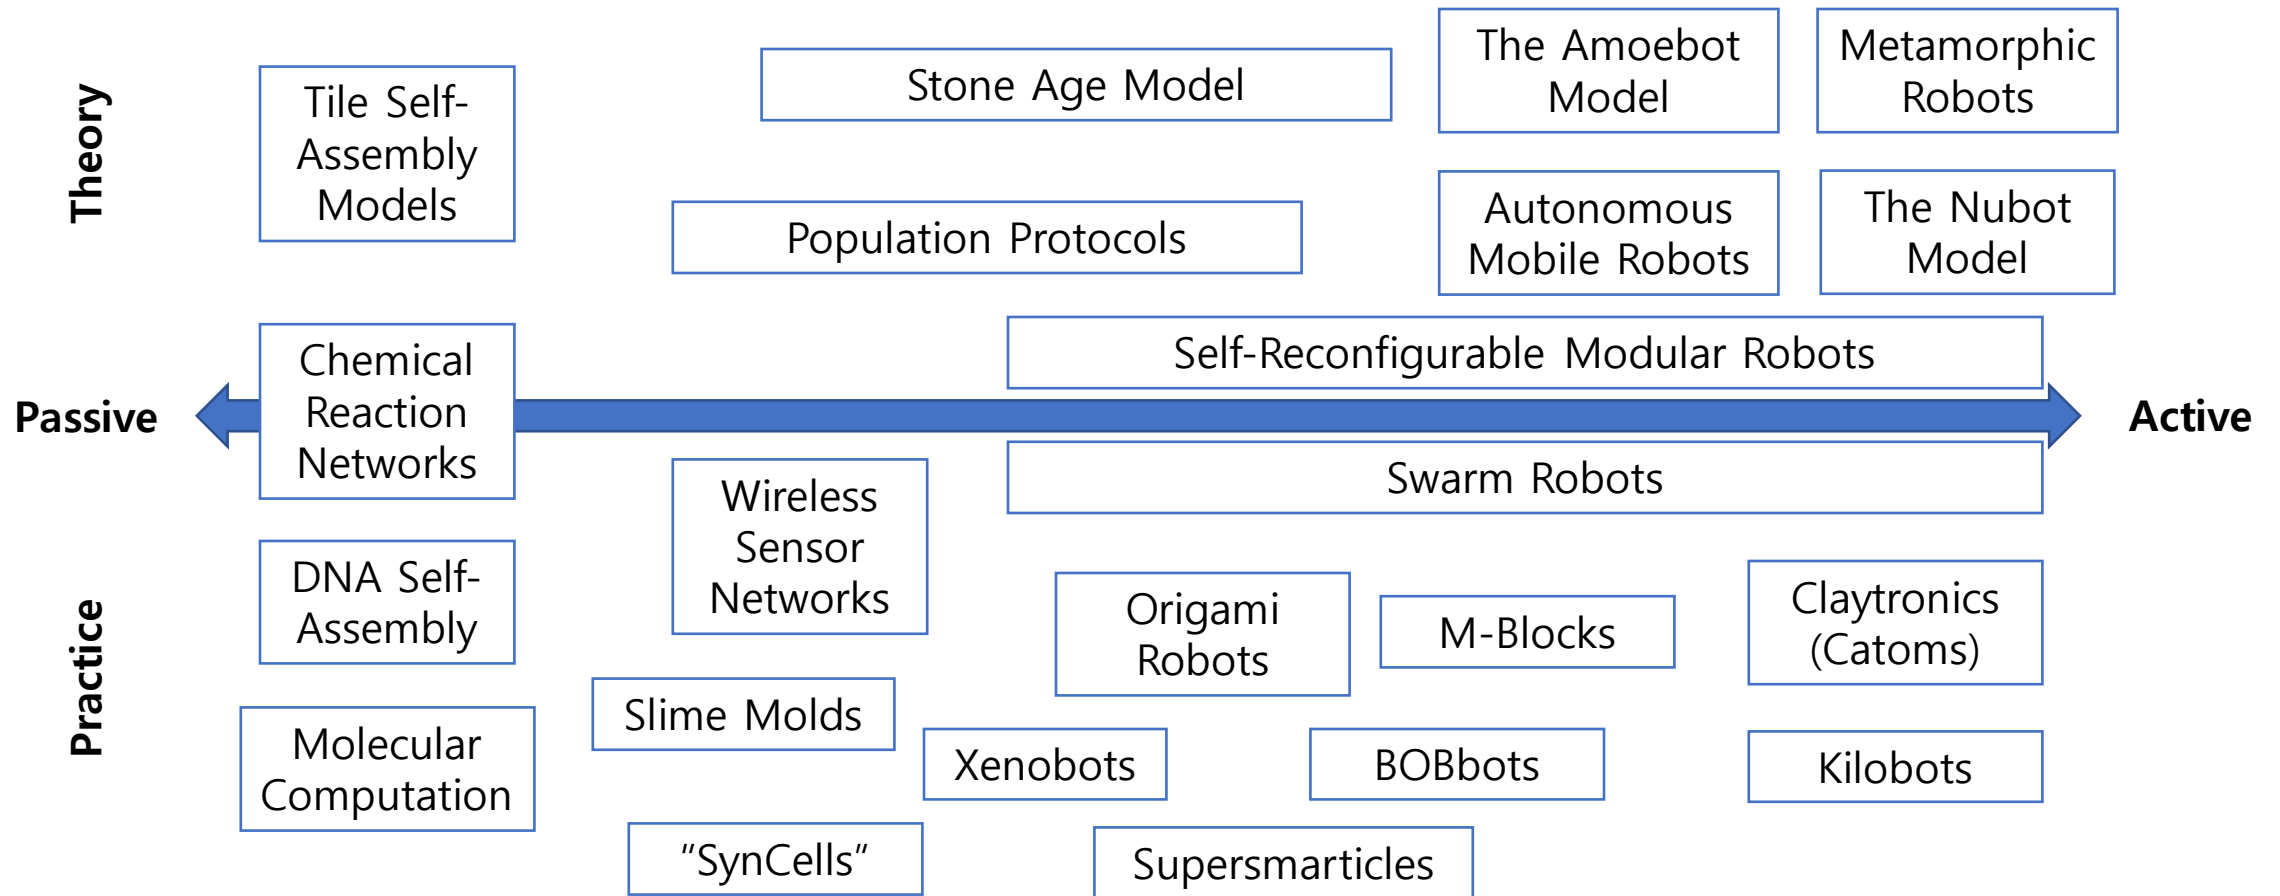 Theory
Tile Self-
Assembly
Models
Stone Age Model
The Amoebot
Model
Metamorphic
Robots
Population Protocols
Autonomous
Mobile Robots
The Nubot
Model
Passive
Chemical
Reaction
Networks
Self-Reconfigurable Modular Robots
Active
Swarm Robots
Practice
DNA Self-
Assembly
Wireless
Sensor
Networks
Origami
Robots
M-Blocks
Claytronics
(Catoms)
Molecular
Computation
Slime Molds
Xenobots
BOBbots
Kilobots
"SynCells"
Supersmarticles